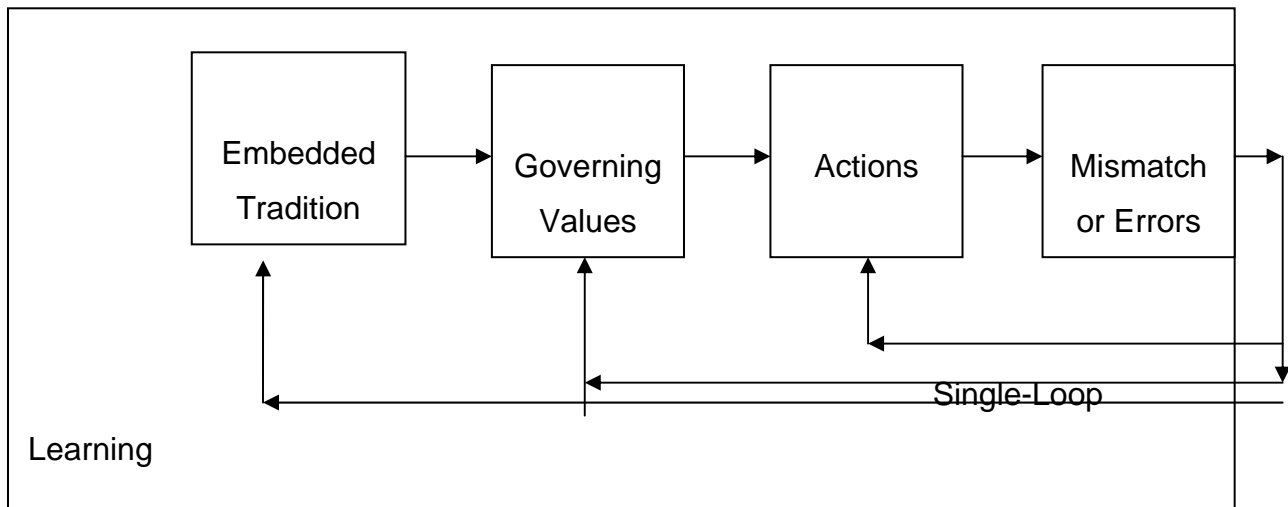 Embedded
Tradition
Governing
Values
Actions
Mismatch
or Errors
Single-Loop
Learning